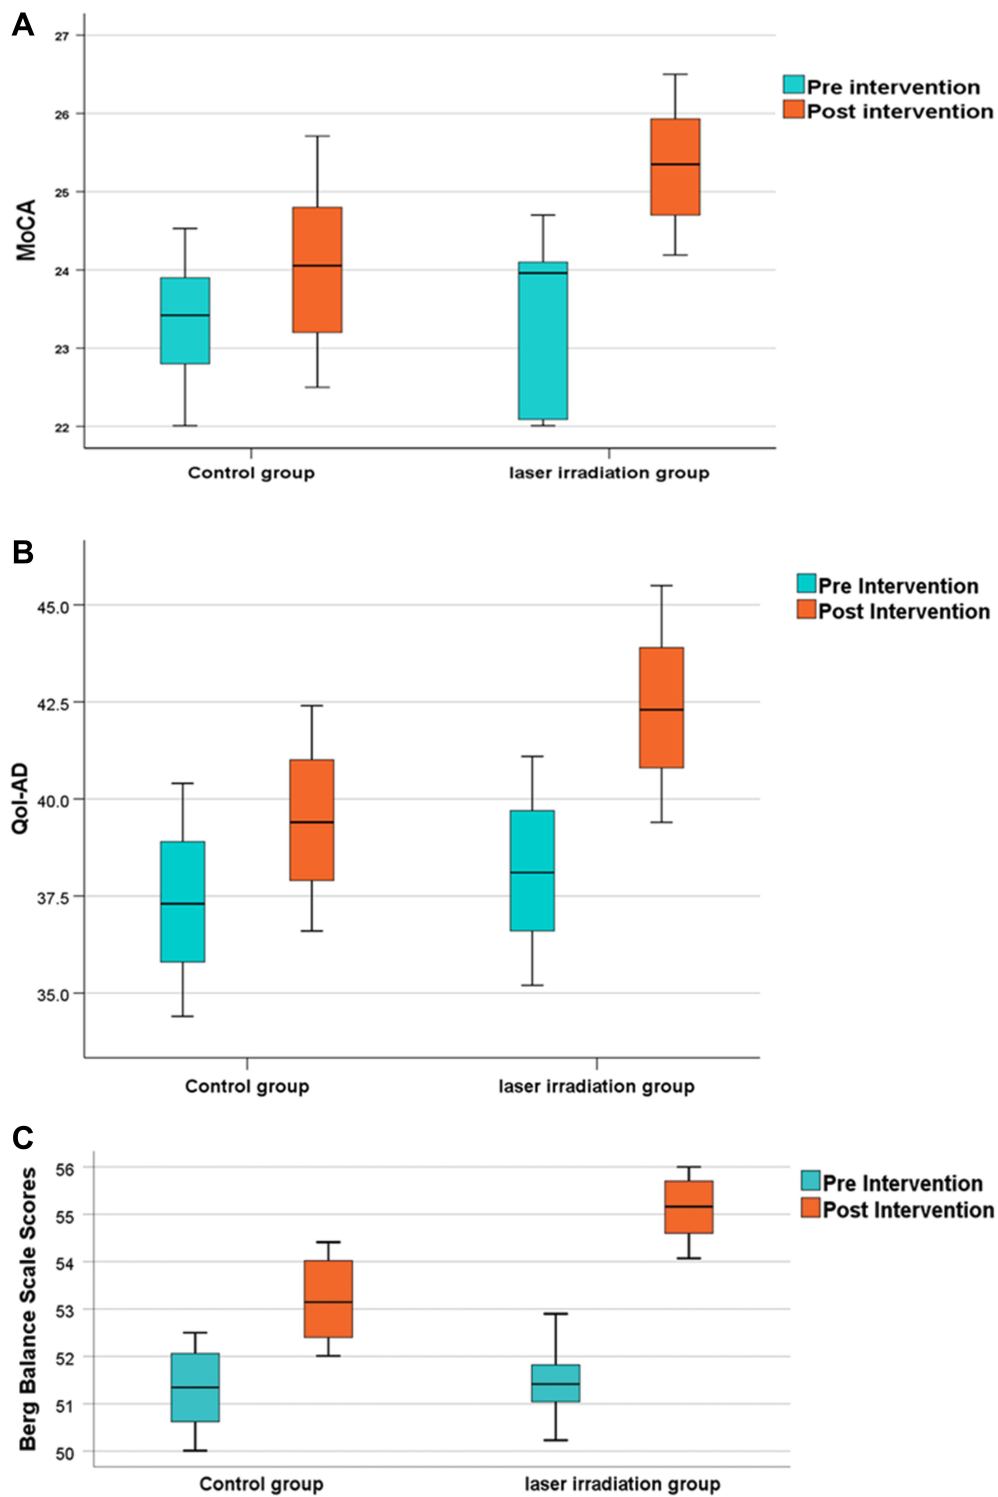 A
27
26
25
24
23
22
MoCA
Pre intervention
Post intervention
Control group
laser irradiation group
B
45.0
42.5
40.0
37.5
35.0
Qol-AD
Pre Intervention
Post Intervention
Control group
laser irradiation group
C
56
55
54
53
52
51
50
Berg Balance Scale Scores
Pre Intervention
Post Intervention
Control group
laser irradiation group